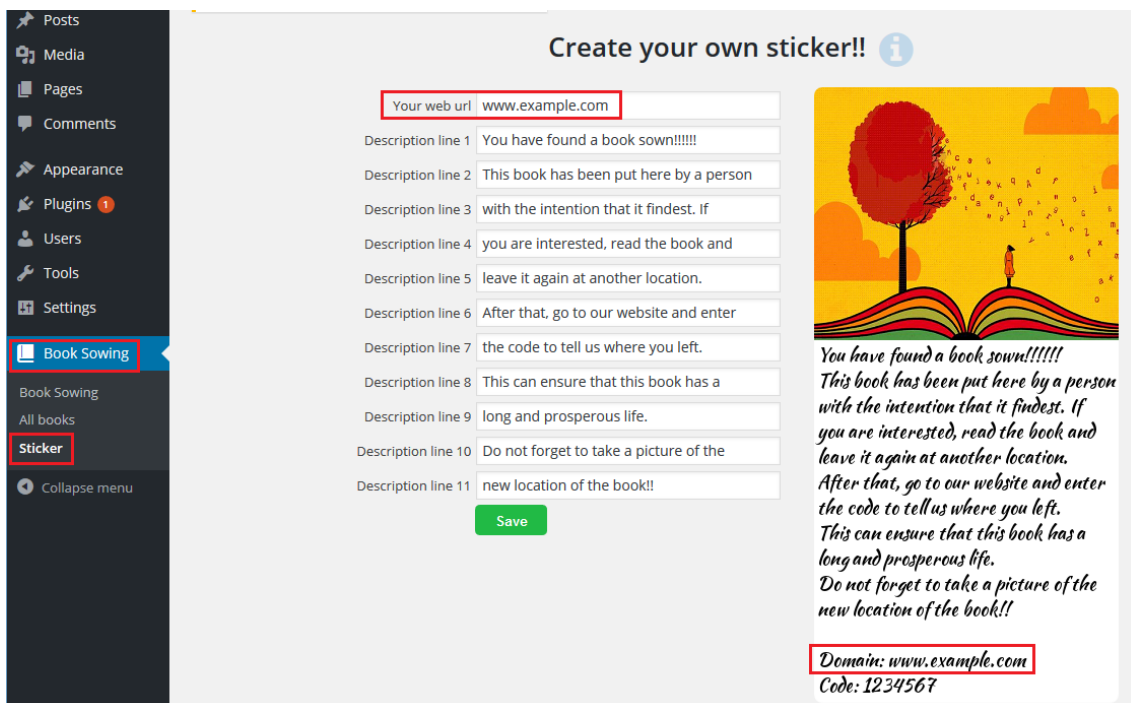 Posts
Media
Pages
Comments
Appearance
Plugins 1
Users
Tools
Settings
Book Sowing
Book Sowing
All books
Sticker
Collapse menu
Create your own sticker!! i
Your web url www.example.com
Description line 1 You have found a book sown!!!!!!
Description line 2 This book has been put here by a person
Description line 3 with the intention that it findest. If
Description line 4 you are interested, read the book and
Description line 5 leave it again at another location.
Description line 6 After that, go to our website and enter
Description line 7 the code to tell us where you left.
Description line 8 This can ensure that this book has a
Description line 9 long and prosperous life.
Description line 10 Do not forget to take a picture of the
Description line 11 new location of the book!!
Save
You have found a book sown!!!!!!
This book has been put here by a person
with the intention that it findest. If
you are interested, read the book and
leave it again at another location.
After that, go to our website and enter
the code to tell us where you left.
This can ensure that this book has a
long and prosperous life.
Do not forget to take a picture of the
new location of the book!!
Domain: www.example.com
Code: 1234567